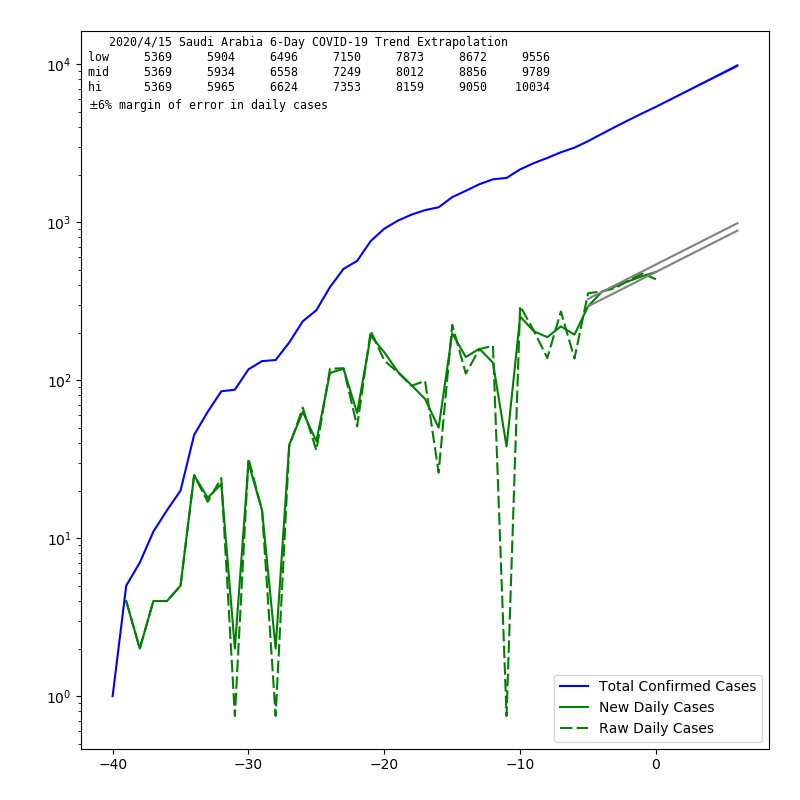 2020/4/15 Saudi Arabia 6-Day COVID-19 Trend Extrapolation
low 5369 5904 6496 7150 7873 8672 9556
mid 5369 5934 6558 7249 8012 8856 9789
hi 5369 5965 6624 7353 8159 9050 10034
±6% margin of error in daily cases
10⁴
10³
10²
10¹
10⁰
Total Confirmed Cases
New Daily Cases
Raw Daily Cases
−40 −30 −20 −10 0